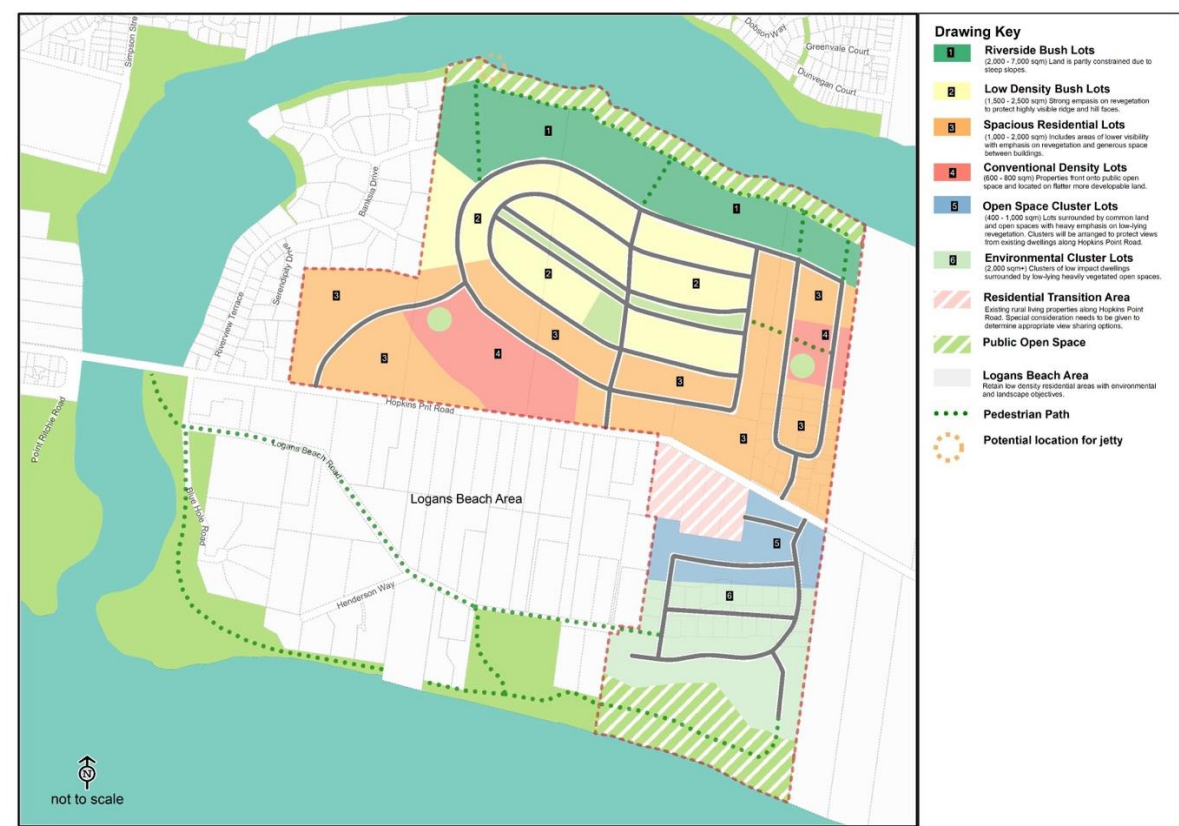 Simpson Stre
Dobson Way
Greenvale Court
Dunvegan Court
Banksia Drive
Serendipity Drive
Riverview Terrace
Point Ritchie Road
Hopkins Pnt Road
Logans Beach Road
Blue Hole
Road
Logans Beach Area
Henderson Way
1
1
2
2
2
3
3
3
3
3
3
3
4
4
5
6
N
not to scale
Drawing Key
1
Riverside Bush Lots
(2,000 - 7,000 sqm) Land is partly constrained due to
steep slopes.
2
Low Density Bush Lots
(1,500 - 2,500 sqm) Strong empasis on revegetation
to protect highly visible ridge and hill faces.
3
Spacious Residential Lots
(1,000 - 2,000 sqm) Includes areas of lower visibility
with emphasis on revegetation and generous space
between buildings.
4
Conventional Density Lots
(600 - 800 sqm) Properties front onto public open
space and located on flatter more developable land.
5
Open Space Cluster Lots
(400 - 1,000 sqm) Lots surrounded by common land
and open spaces with heavy emphasis on low-lying
revegetation. Clusters will be arranged to protect views
from existing dwellings along Hopkins Point Road.
6
Environmental Cluster Lots
(2,000 sqm+) Clusters of low impact dwellings
surrounded by low-lying heavily vegetated open spaces.
Residential Transition Area
Existing rural living properties along Hopkins Point
Road. Special consideration needs to be given to
determine appropriate view sharing options.
Public Open Space
Logans Beach Area
Retain low density residential areas with environmental
and landscape objectives.
Pedestrian Path
Potential location for jetty